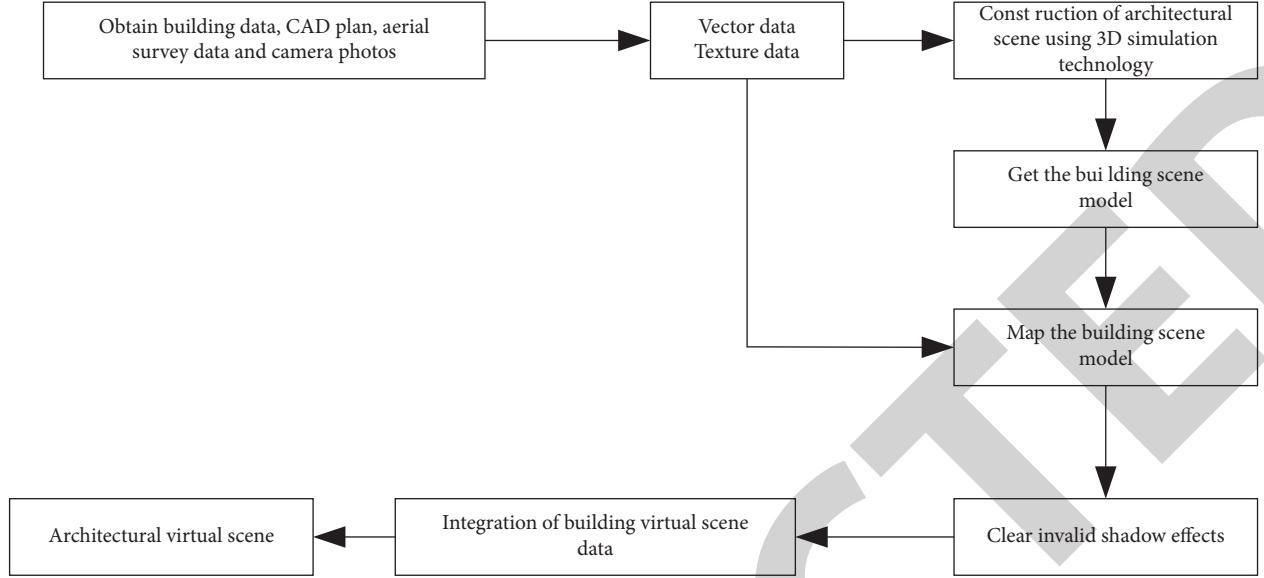 Obtain building data, CAD plan, aerial
survey data and camera photos
Vector data
Texture data
Const ruction of architectural
scene using 3D simulation
technology
Get the bui lding scene
model
Map the building scene
model
Clear invalid shadow effects
Integration of building virtual scene
data
Architectural virtual scene
CTED